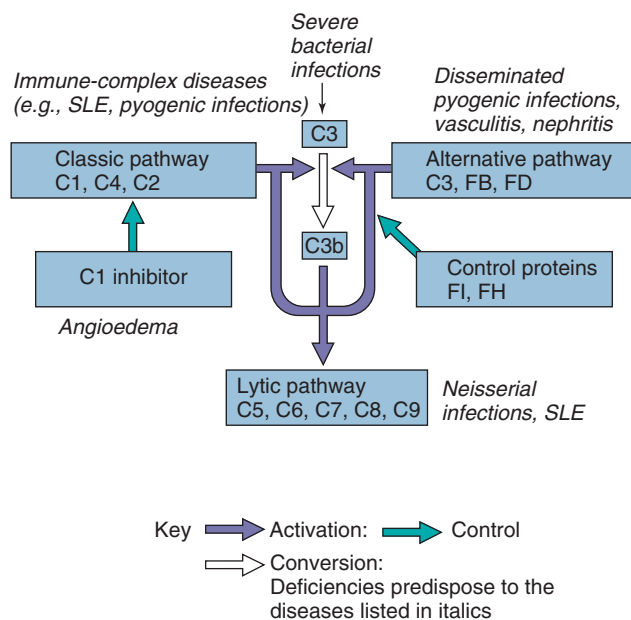 Severe
bacterial
infections
Immune-complex diseases
(e.g., SLE, pyogenic infections)
Disseminated
pyogenic infections,
vasculitis, nephritis
C3
Classic pathway
C1, C4, C2
Alternative pathway
C3, FB, FD
C3b
C1 inhibitor
Control proteins
FI, FH
Angioedema
Lytic pathway
C5, C6, C7, C8, C9
Neisserial
infections, SLE
Key Activation: Control
Conversion:
Deficiencies predispose to the
diseases listed in italics